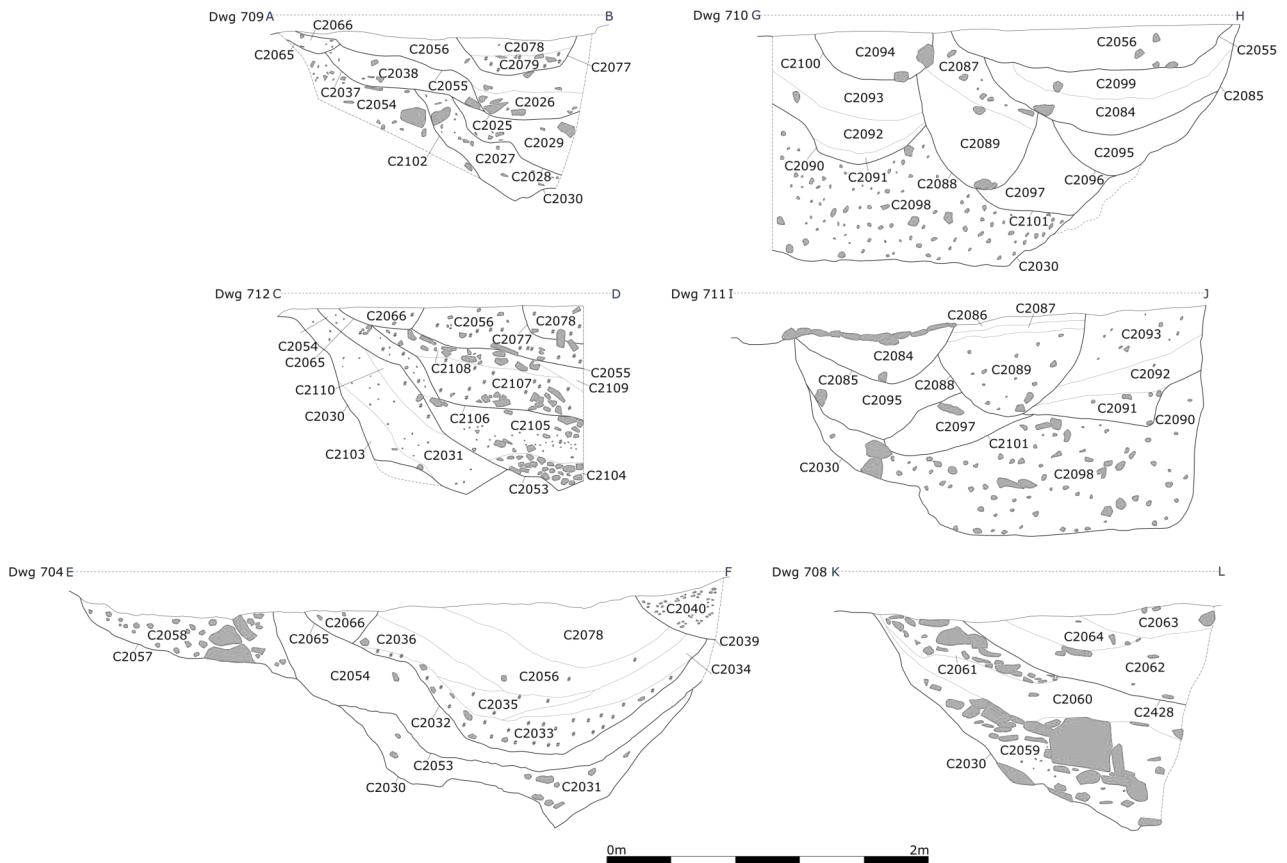 Dwg 709 A B
C2066
C2065
C2056
C2078
C2079
C2077
C2038
C2055
C2037
C2054
C2026
C2025
C2029
C2102
C2027
C2028
C2030
Dwg 710 G H
C2094
C2056
C2055
C2100
C2087
C2099
C2085
C2093
C2084
C2092
C2089
C2095
C2090
C2091
C2088
C2097
C2096
C2098
C2101
C2030
Dwg 712 C D
C2066
C2056
C2078
C2077
C2054
C2065
C2108
C2055
C2110
C2107
C2109
C2030
C2106
C2105
C2103
C2031
C2104
C2053
Dwg 711 I J
C2086
C2087
C2093
C2084
C2085
C2088
C2089
C2092
C2095
C2091
C2090
C2097
C2101
C2030
C2098
Dwg 704 E F
C2040
C2066
C2058
C2065
C2036
C2078
C2057
C2039
C2034
C2054
C2056
C2035
C2032
C2033
C2053
C2030
C2031
Dwg 708 K L
C2063
C2064
C2061
C2062
C2060
C2428
C2059
C2030
0m 2m